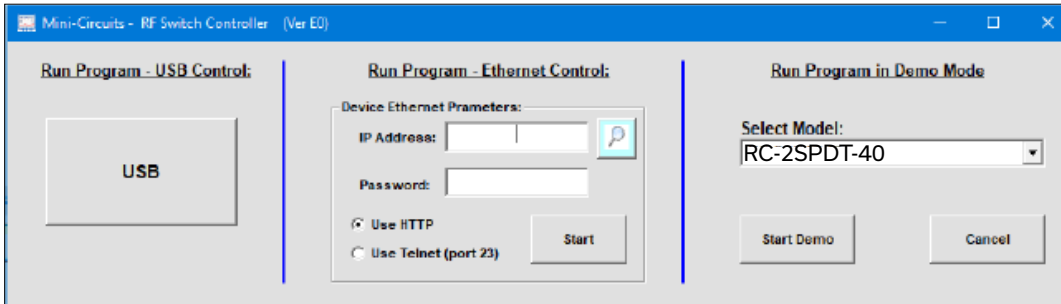 Mini-Circuits - RF Switch Controller (Ver E0)
Run Program - USB Control:
USB
Run Program - Ethernet Control:
Device Ethernet Prameters:
IP Address:
Password:
Use HTTP
Use Telnet (port 23)
Start
Run Program in Demo Mode
Select Model:
RC-2SPDT-40
Start Demo
Cancel